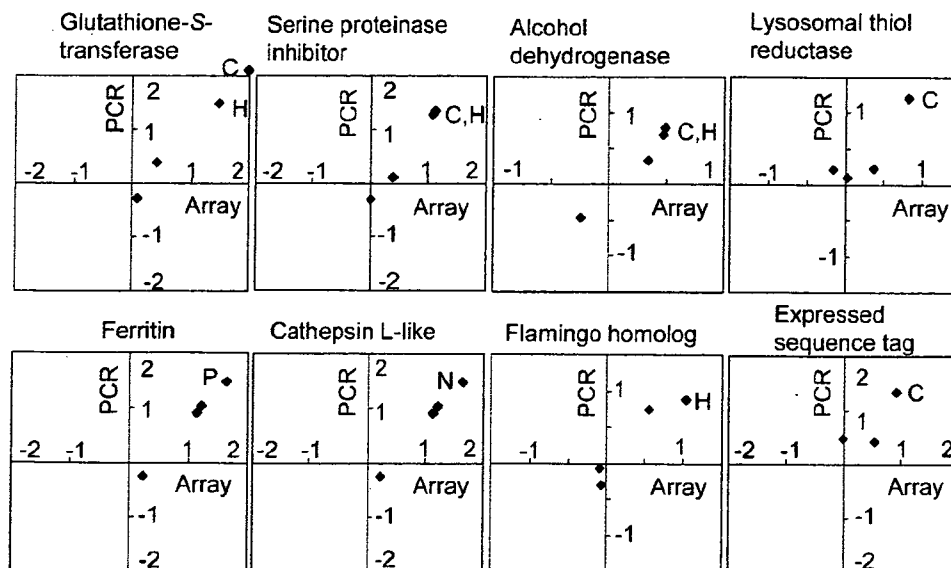 Glutathione-S-
transferase
C
PCR
2
H
1
-2 -1 1 2
Array
-1
-2
Serine proteinase
inhibitor
PCR
2
1
C,H
-2 -1 1 2
Array
-1
-2
Alcohol
dehydrogenase
PCR
1
C,H
1
Array
-1
Lysosomal thiol
reductase
PCR
1
C
-1 1
Array
-1
Ferritin
PCR
2
P
1
-2 -1 1 2
Array
-1
-2
Cathepsin L-like
PCR
2
N
1
-2 -1 1 2
Array
-1
-2
Flamingo homolog
PCR
1
H
1
Array
-1
Expressed
sequence tag
PCR
2
C
1
-2 -1 1 2
Array
-1
-2